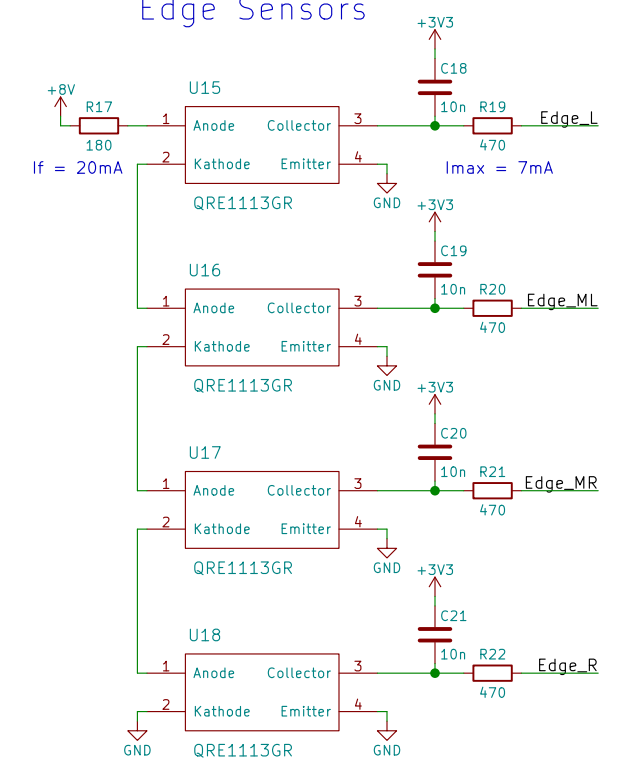 Edge Sensors
+3V3
C18
10n
+8V
R17
180
If = 20mA
U15
1 Anode Collector 3
2 Kathode Emitter 4
QRE1113GR
GND
R19
470
Edge_L
Imax = 7mA
+3V3
C19
10n
U16
1 Anode Collector 3
2 Kathode Emitter 4
QRE1113GR
GND
R20
470
Edge_ML
+3V3
C20
10n
U17
1 Anode Collector 3
2 Kathode Emitter 4
QRE1113GR
GND
R21
470
Edge_MR
+3V3
C21
10n
U18
1 Anode Collector 3
2 Kathode Emitter 4
QRE1113GR
GND
GND
R22
470
Edge_R